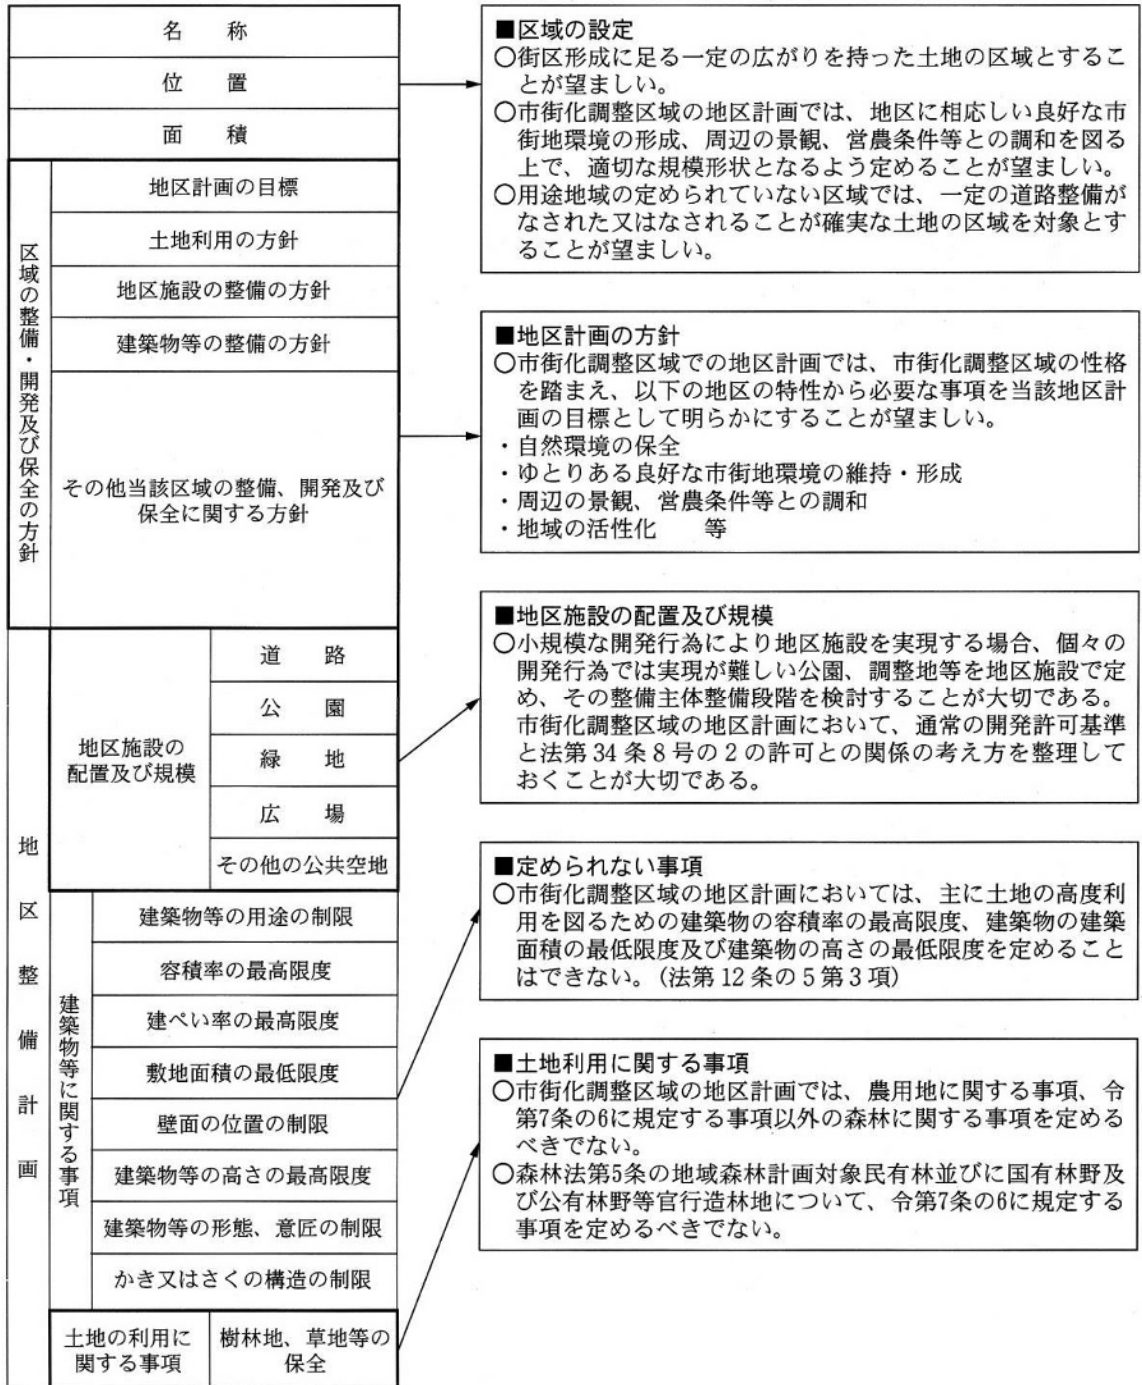 名　称
位　置
面　積
区域の整備・開発及び保全の方針
地区計画の目標
土地利用の方針
地区施設の整備の方針
建築物等の整備の方針
その他当該区域の整備、開発及び
保全に関する方針
地区整備計画
地区施設の
配置及び規模
道　路
公　園
緑　地
広　場
その他の公共空地
建築物等に関する事項
建築物等の用途の制限
容積率の最高限度
建ぺい率の最高限度
敷地面積の最低限度
壁面の位置の制限
建築物等の高さの最高限度
建築物等の形態、意匠の制限
かき又はさくの構造の制限
土地の利用に
関する事項
樹林地、草地等の
保全
■区域の設定
○街区形成に足る一定の広がりを持った土地の区域とするこ
とが望ましい。
○市街化調整区域の地区計画では、地区に相応しい良好な市
街地環境の形成、周辺の景観、営農条件等との調和を図る
上で、適切な規模形状となるよう定めることが望ましい。
○用途地域の定められていない区域では、一定の道路整備が
なされた又はなされることが確実な土地の区域を対象とす
ることが望ましい。
■地区計画の方針
○市街化調整区域での地区計画では、市街化調整区域の性格
を踏まえ、以下の地区の特性から必要な事項を当該地区計
画の目標として明らかにすることが望ましい。
・自然環境の保全
・ゆとりある良好な市街地環境の維持・形成
・周辺の景観、営農条件等との調和
・地域の活性化　　等
■地区施設の配置及び規模
○小規模な開発行為により地区施設を実現する場合、個々の
開発行為では実現が難しい公園、調整地等を地区施設で定
め、その整備主体整備段階を検討することが大切である。
市街化調整区域の地区計画において、通常の開発許可基準
と法第34条8号の2の許可との関係の考え方を整理して
おくことが大切である。
■定められない事項
○市街化調整区域の地区計画においては、主に土地の高度利
用を図るための建築物の容積率の最高限度、建築物の建築
面積の最低限度及び建築物の高さの最低限度を定めること
はできない。(法第12条の5第3項)
■土地利用に関する事項
○市街化調整区域の地区計画では、農用地に関する事項、令
第7条の6に規定する事項以外の森林に関する事項を定める
べきでない。
○森林法第5条の地域森林計画対象民有林並びに国有林野及
び公有林野等官行造林地について、令第7条の6に規定する
事項を定めるべきでない。